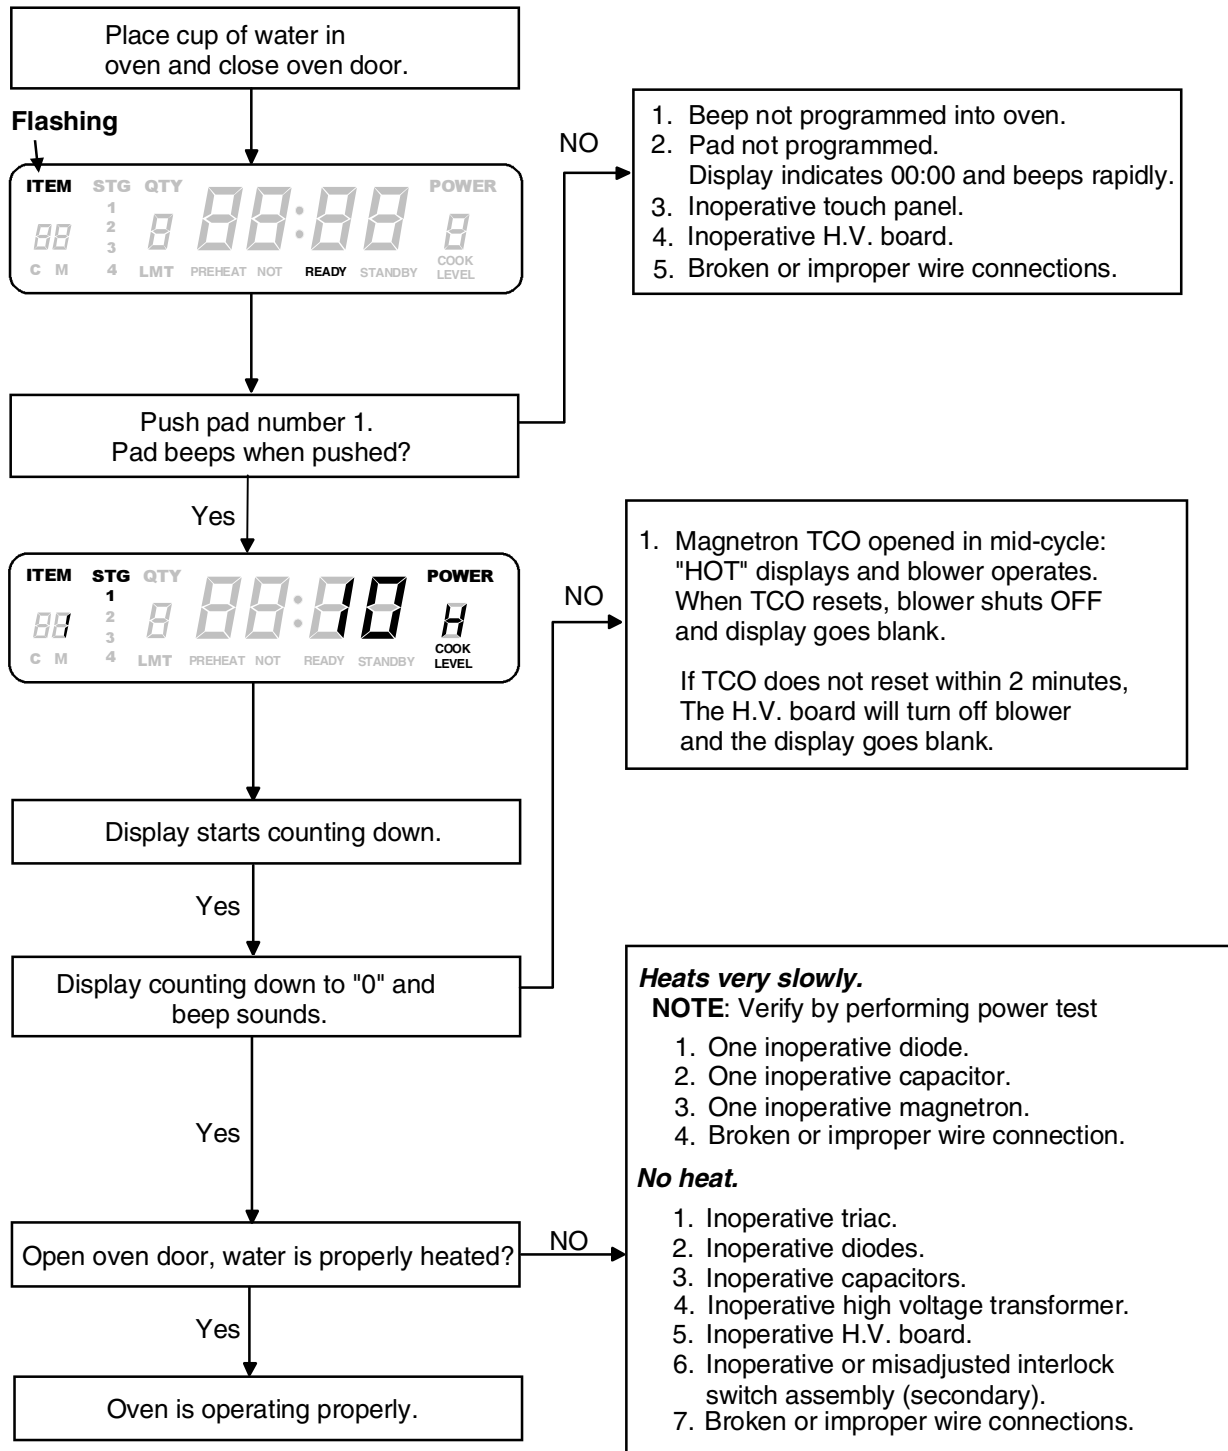 Place cup of water in
oven and close oven door.
Flashing
ITEM STG QTY 88:88 POWER
1
88 2 8 8
3
C M 4 LMT PREHEAT NOT READY STANDBY COOK
LEVEL
NO
1. Beep not programmed into oven.
2. Pad not programmed.
Display indicates 00:00 and beeps rapidly.
3. Inoperative touch panel.
4. Inoperative H.V. board.
5. Broken or improper wire connections.
Push pad number 1.
Pad beeps when pushed?
Yes
ITEM STG QTY 10 POWER
1
1 2 H
3
C M 4 LMT PREHEAT NOT READY STANDBY COOK
LEVEL
NO
1. Magnetron TCO opened in mid-cycle:
"HOT" displays and blower operates.
When TCO resets, blower shuts OFF
and display goes blank.
If TCO does not reset within 2 minutes,
The H.V. board will turn off blower
and the display goes blank.
Display starts counting down.
Yes
Display counting down to "0" and
beep sounds.
Yes
Open oven door, water is properly heated?
NO
Heats very slowly.
NOTE: Verify by performing power test
1. One inoperative diode.
2. One inoperative capacitor.
3. One inoperative magnetron.
4. Broken or improper wire connection.
No heat.
1. Inoperative triac.
2. Inoperative diodes.
3. Inoperative capacitors.
4. Inoperative high voltage transformer.
5. Inoperative H.V. board.
6. Inoperative or misadjusted interlock
switch assembly (secondary).
7. Broken or improper wire connections.
Yes
Oven is operating properly.